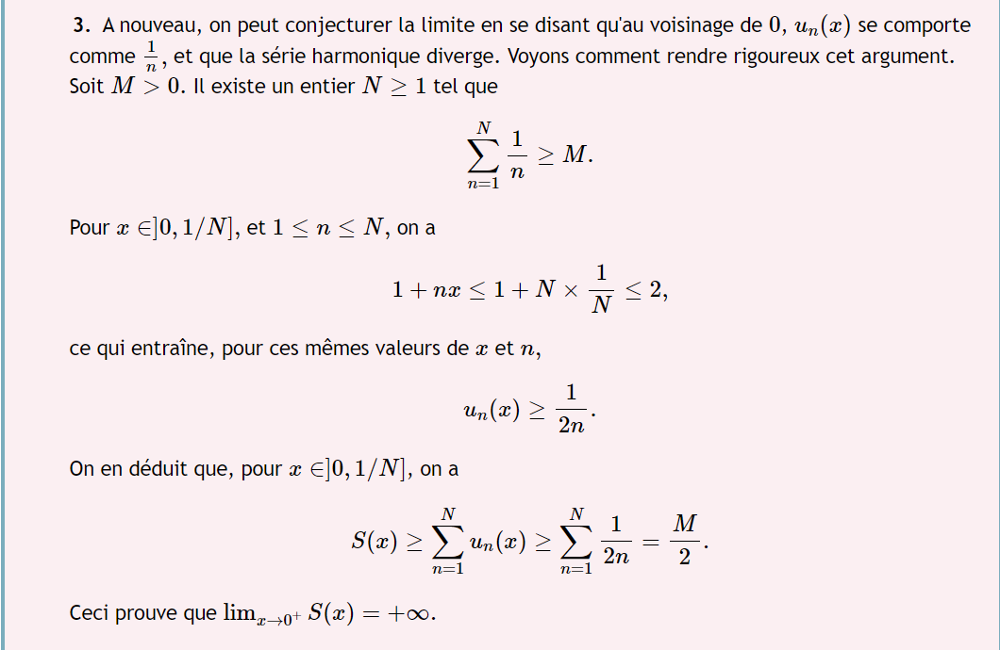 3. A nouveau, on peut conjecturer la limite en se disant qu'au voisinage de 0, $u_n(x)$ se comporte
comme $\frac{1}{n}$, et que la série harmonique diverge. Voyons comment rendre rigoureux cet argument.
Soit $M > 0$. Il existe un entier $N \geq 1$ tel que
$\sum_{n=1}^{N} \frac{1}{n} \geq M.$
Pour $x \in ]0, 1/N]$, et $1 \leq n \leq N$, on a
$1 + nx \leq 1 + N \times \frac{1}{N} \leq 2,$
ce qui entraîne, pour ces mêmes valeurs de $x$ et $n$,
$u_n(x) \geq \frac{1}{2n}.$
On en déduit que, pour $x \in ]0, 1/N]$, on a
$S(x) \geq \sum_{n=1}^{N} u_n(x) \geq \sum_{n=1}^{N} \frac{1}{2n} = \frac{M}{2}.$
Ceci prouve que $\lim_{x \to 0^+} S(x) = +\infty$.